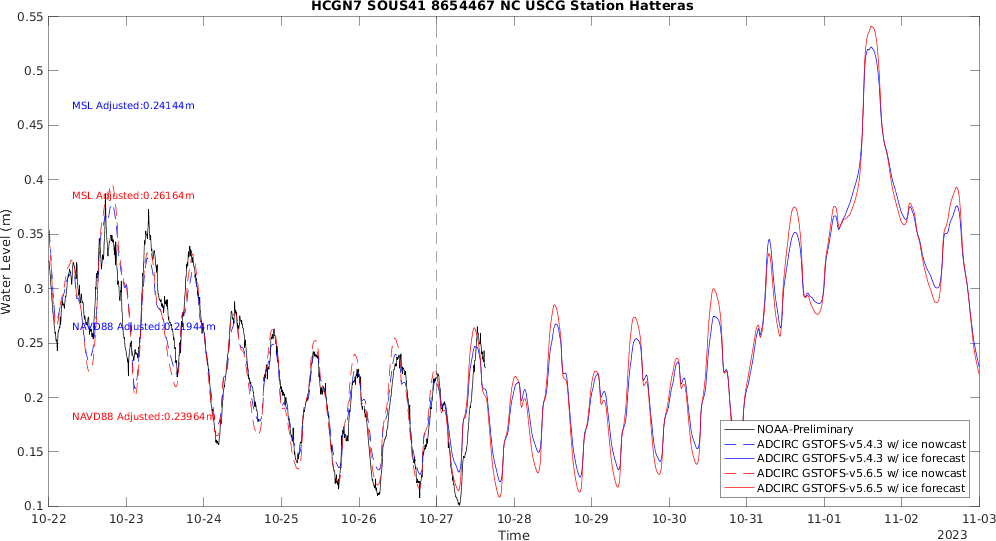 HCGN7 SOUS41 8654467 NC USCG Station Hatteras
0.55
0.5
0.45
0.4
0.35
0.3
0.25
0.2
0.15
0.1
Water Level (m)
MSL Adjusted:0.24144m
MSL Adjusted:0.26164m
NAVD88 Adjusted:0.21944m
NAVD88 Adjusted:0.23964m
NOAA-Preliminary
ADCIRC GSTOFS-v5.4.3 w/ ice nowcast
ADCIRC GSTOFS-v5.4.3 w/ ice forecast
ADCIRC GSTOFS-v5.6.5 w/ ice nowcast
ADCIRC GSTOFS-v5.6.5 w/ ice forecast
10-22 10-23 10-24 10-25 10-26 10-27 10-28 10-29 10-30 10-31 11-01 11-02 11-03
Time
2023